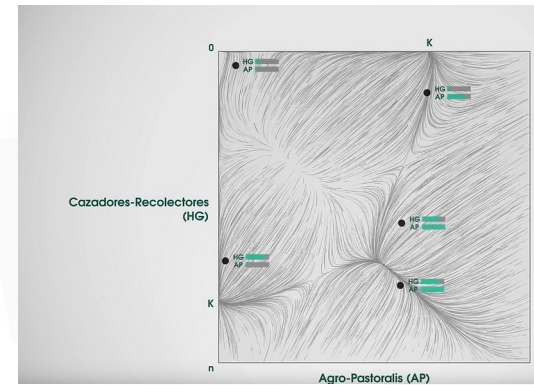 K
0
HG
AP
HG
AP
Cazadores-Recolectores
(HG)
HG
AP
HG
AP
HG
AP
K
n
Agro-Pastoralis (AP)